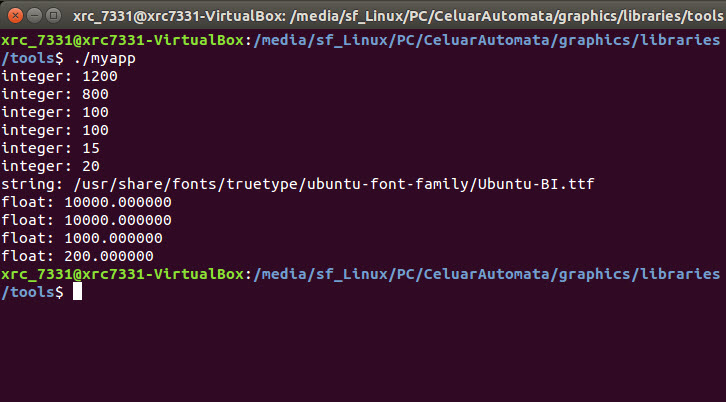 xrc_7331@xrc7331-VirtualBox: /media/sf_Linux/PC/CeluarAutomata/graphics/libraries/tools
xrc_7331@xrc7331-VirtualBox:/media/sf_Linux/PC/CeluarAutomata/graphics/libraries
/tools$ ./myapp
integer: 1200
integer: 800
integer: 100
integer: 100
integer: 15
integer: 20
string: /usr/share/fonts/truetype/ubuntu-font-family/Ubuntu-BI.ttf
float: 10000.000000
float: 10000.000000
float: 1000.000000
float: 200.000000
xrc_7331@xrc7331-VirtualBox:/media/sf_Linux/PC/CeluarAutomata/graphics/libraries
/tools$